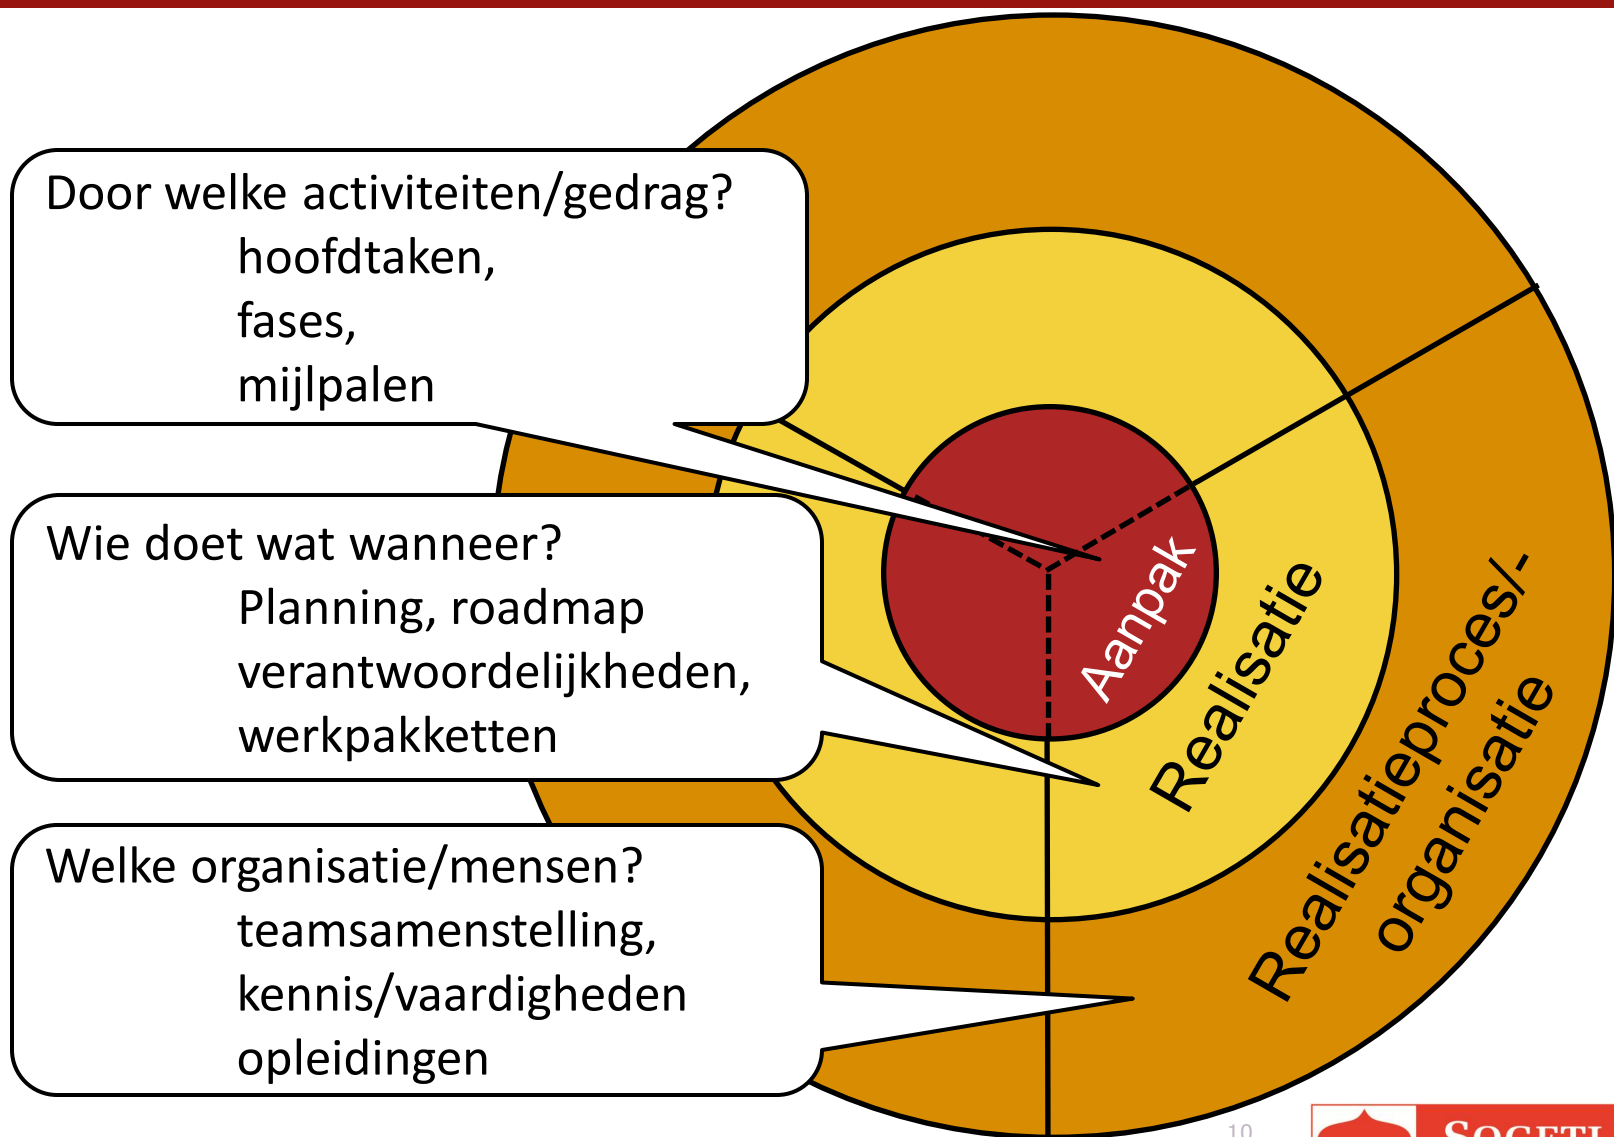 Door welke activiteiten/gedrag?
hoofdtaken,
fases,
mijlpalen
Wie doet wat wanneer?
Planning, roadmap
verantwoordelijkheden,
werkpakketten
Welke organisatie/mensen?
teamsamenstelling,
kennis/vaardigheden
opleidingen
Aanpak
Realisatie
Realisatieproces/-
organisatie
10
SOGETI